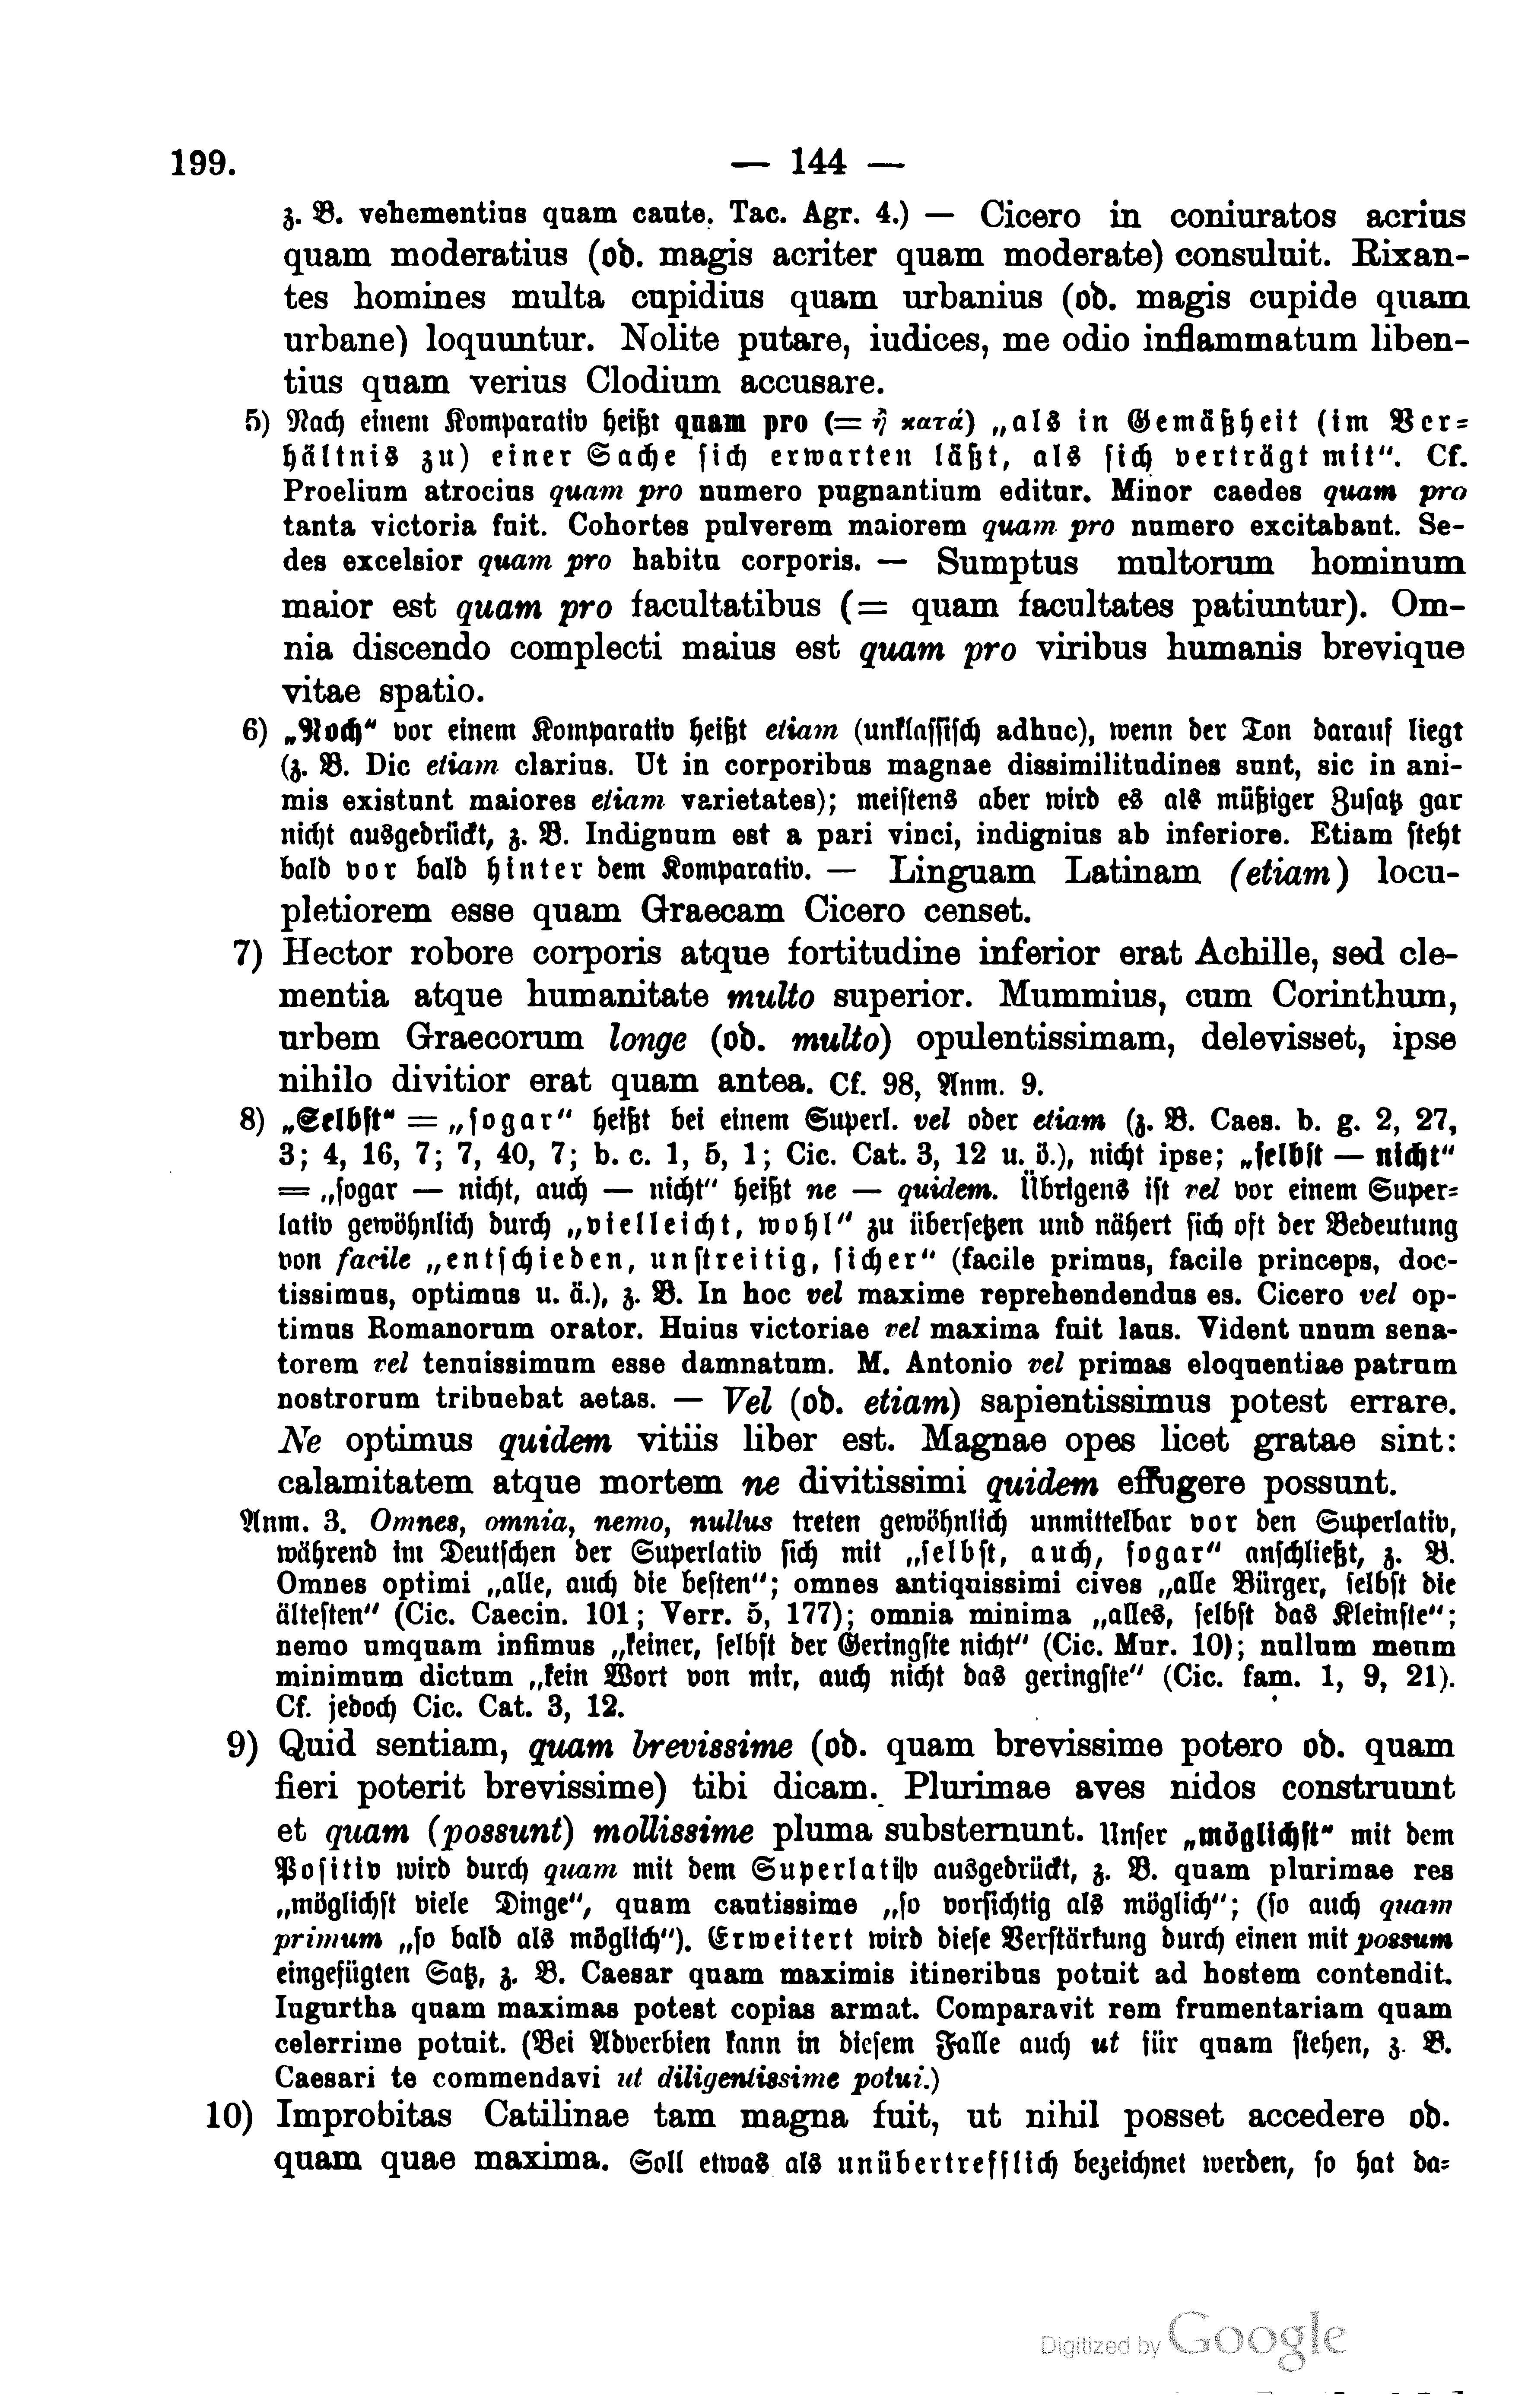 199. — 144 —
z. B. vehementius quam caute. Tac. Agr. 4.) — Cicero in coniuratos acrius
quam moderatius (od. magis acriter quam moderate) consuluit. Rixan-
tes homines multa cupidius quam urbanius (od. magis cupide quam
urbane) loquuntur. Nolite putare, iudices, me odio inflammatum liben-
tius quam verius Clodium accusare.
5) Nach einem Komparativ heißt quam pro (= ἢ κατά) „als in Gemäßheit (im Ver-
hältnis zu) einer Sache sich erwarten läßt, als sich verträgt mit". Cf.
Proelium atrocius quam pro numero pugnantium editur. Minor caedes quam pro
tanta victoria fuit. Cohortes pulverem maiorem quam pro numero excitabant. Se-
des excelsior quam pro habitu corporis. — Sumptus multorum hominum
maior est quam pro facultatibus (= quam facultates patiuntur). Om-
nia discendo complecti maius est quam pro viribus humanis brevique
vitae spatio.
6) „Noch" vor einem Komparativ heißt etiam (unklassisch adhuc), wenn der Ton darauf liegt
(z. B. Dic etiam clarius. Ut in corporibus magnae dissimilitudines sunt, sic in ani-
mis existunt maiores etiam varietates); meistens aber wird es als müßiger Zusatz gar
nicht ausgedrückt, z. B. Indignum est a pari vinci, indignius ab inferiore. Etiam steht
bald vor bald hinter dem Komparativ. — Linguam Latinam (etiam) locu-
pletiorem esse quam Graecam Cicero censet.
7) Hector robore corporis atque fortitudine inferior erat Achille, sed cle-
mentia atque humanitate multo superior. Mummius, cum Corinthum,
urbem Graecorum longe (od. multo) opulentissimam, delevisset, ipse
nihilo divitior erat quam antea. Cf. 98, Anm. 9.
8) „Selbst" = „sogar" heißt bei einem Superl. vel oder etiam (z. B. Caes. b. g. 2, 27,
3; 4, 16, 7; 7, 40, 7; b. c. 1, 5, 1; Cic. Cat. 3, 12 u. ö.), nicht ipse; „selbst — nicht"
= „sogar — nicht, auch — nicht" heißt ne — quidem. Übrigens ist vel vor einem Super-
lativ gewöhnlich durch „vielleicht, wohl" zu übersetzen und nähert sich oft der Bedeutung
von facile „entschieden, unstreitig, sicher" (facile primus, facile princeps, doc-
tissimus, optimus u. ä.), z. B. In hoc vel maxime reprehendendus es. Cicero vel op-
timus Romanorum orator. Huius victoriae vel maxima fuit laus. Vident unum sena-
torem vel tenuissimum esse damnatum. M. Antonio vel primas eloquentiae patrum
nostrorum tribuebat aetas. — Vel (od. etiam) sapientissimus potest errare.
Ne optimus quidem vitiis liber est. Magnae opes licet gratae sint:
calamitatem atque mortem ne divitissimi quidem effugere possunt.
Anm. 3. Omnes, omnia, nemo, nullus treten gewöhnlich unmittelbar vor den Superlativ,
während im Deutschen der Superlativ sich mit „selbst, auch, sogar" anschließt, z. B.
Omnes optimi „alle, auch die besten"; omnes antiquissimi cives „alle Bürger, selbst die
ältesten" (Cic. Caecin. 101; Verr. 5, 177); omnia minima „alles, selbst das Kleinste";
nemo umquam infimus „keiner, selbst der Geringste nicht" (Cic. Mur. 10); nullum meum
minimum dictum „kein Wort von mir, auch nicht das geringste" (Cic. fam. 1, 9, 21).
Cf. jedoch Cic. Cat. 3, 12.
9) Quid sentiam, quam brevissime (od. quam brevissime potero od. quam
fieri poterit brevissime) tibi dicam. Plurimae aves nidos construunt
et quam (possunt) mollissime pluma substernunt. Unser „möglichst" mit dem
Positiv wird durch quam mit dem Superlativ ausgedrückt, z. B. quam plurimae res
„möglichst viele Dinge", quam cautissime „so vorsichtig als möglich"; (so auch quam
primum „so bald als möglich"). Erweitert wird diese Verstärkung durch einen mit possum
eingefügten Satz, z. B. Caesar quam maximis itineribus potuit ad hostem contendit.
Iugurtha quam maximas potest copias armat. Comparavit rem frumentariam quam
celerrime potuit. (Bei Adverbien kann in diesem Falle auch ut für quam stehen, z. B.
Caesari te commendavi ut diligentissime potui.)
10) Improbitas Catilinae tam magna fuit, ut nihil posset accedere od.
quam quae maxima. Soll etwas als unübertrefflich bezeichnet werden, so hat da-
Digitized by Google